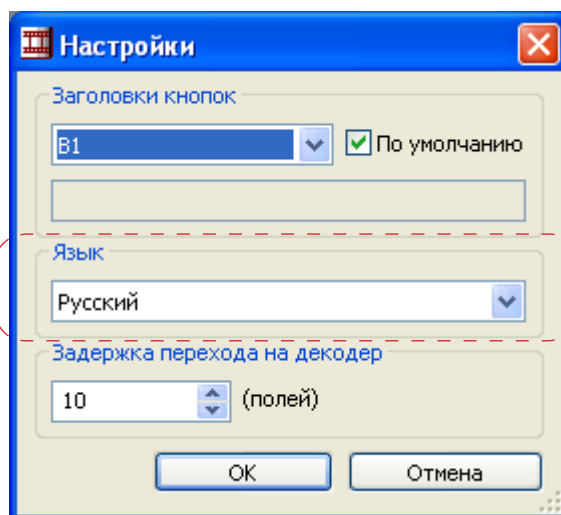 Настройки
Заголовки кнопок
B1
По умолчанию
Язык
Русский
Задержка перехода на декодер
10 (полей)
OK Отмена